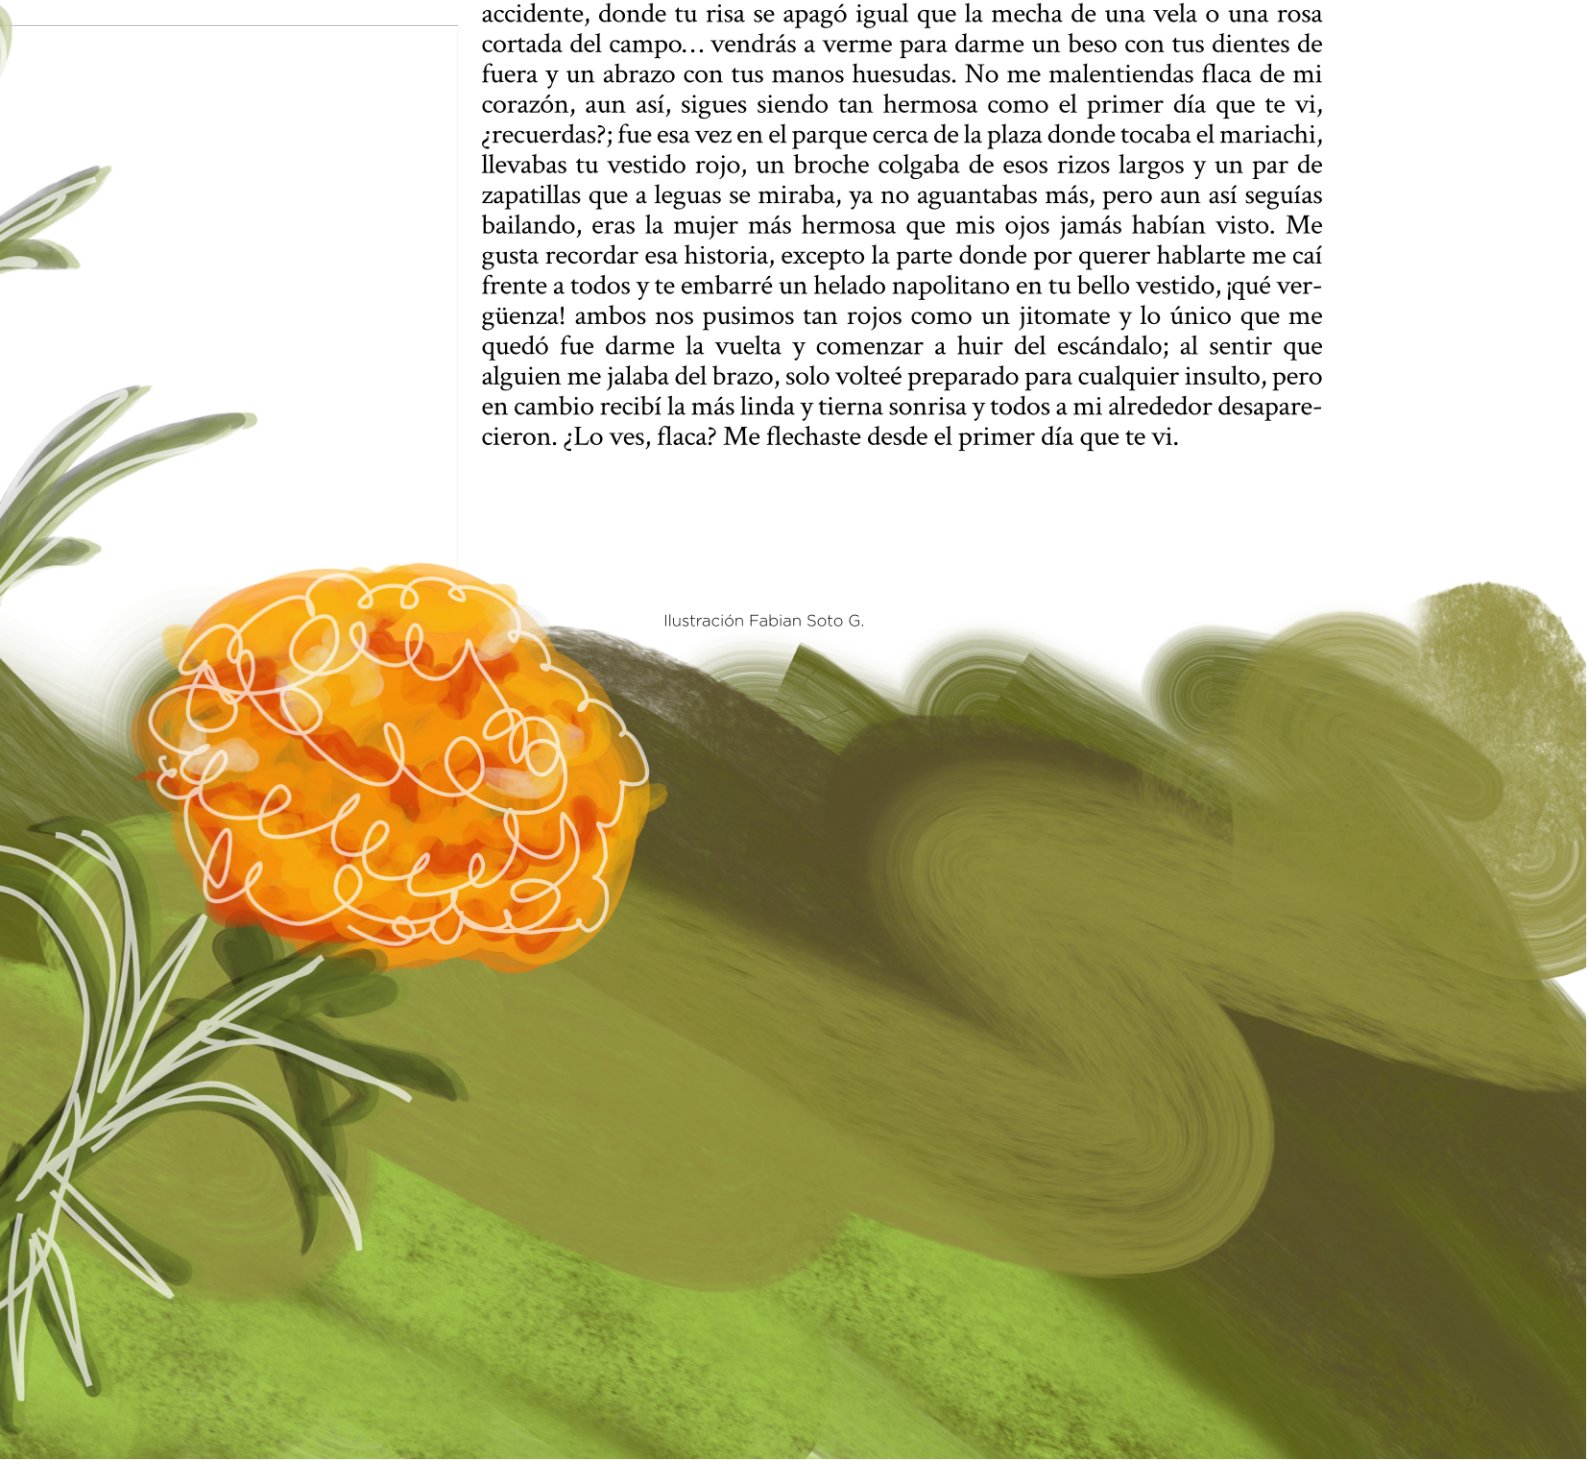 accidente, donde tu risa se apagó igual que la mecha de una vela o una rosa
cortada del campo… vendrás a verme para darme un beso con tus dientes de
fuera y un abrazo con tus manos huesudas. No me malentiendas flaca de mi
corazón, aun así, sigues siendo tan hermosa como el primer día que te vi,
¿recuerdas?; fue esa vez en el parque cerca de la plaza donde tocaba el mariachi,
llevabas tu vestido rojo, un broche colgaba de esos rizos largos y un par de
zapatillas que a leguas se miraba, ya no aguantabas más, pero aun así seguías
bailando, eras la mujer más hermosa que mis ojos jamás habían visto. Me
gusta recordar esa historia, excepto la parte donde por querer hablarte me caí
frente a todos y te embarré un helado napolitano en tu bello vestido, ¡qué ver-
güenza! ambos nos pusimos tan rojos como un jitomate y lo único que me
quedó fue darme la vuelta y comenzar a huir del escándalo; al sentir que
alguien me jalaba del brazo, solo volteé preparado para cualquier insulto, pero
en cambio recibí la más linda y tierna sonrisa y todos a mi alrededor desapare-
cieron. ¿Lo ves, flaca? Me flechaste desde el primer día que te vi.
Ilustración Fabian Soto G.